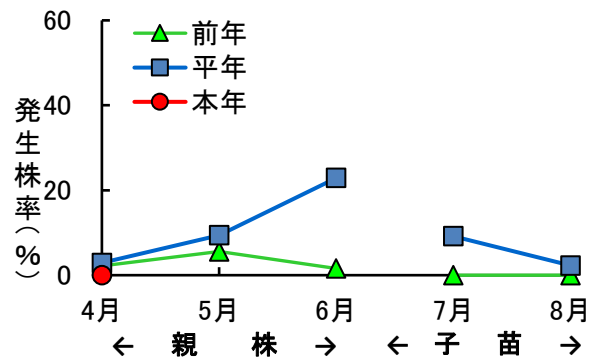 前年
平年
本年
発生株率(%)
60
40
20
0
4月 5月 6月 7月 8月
← 親 株 → ← 子 苗 →